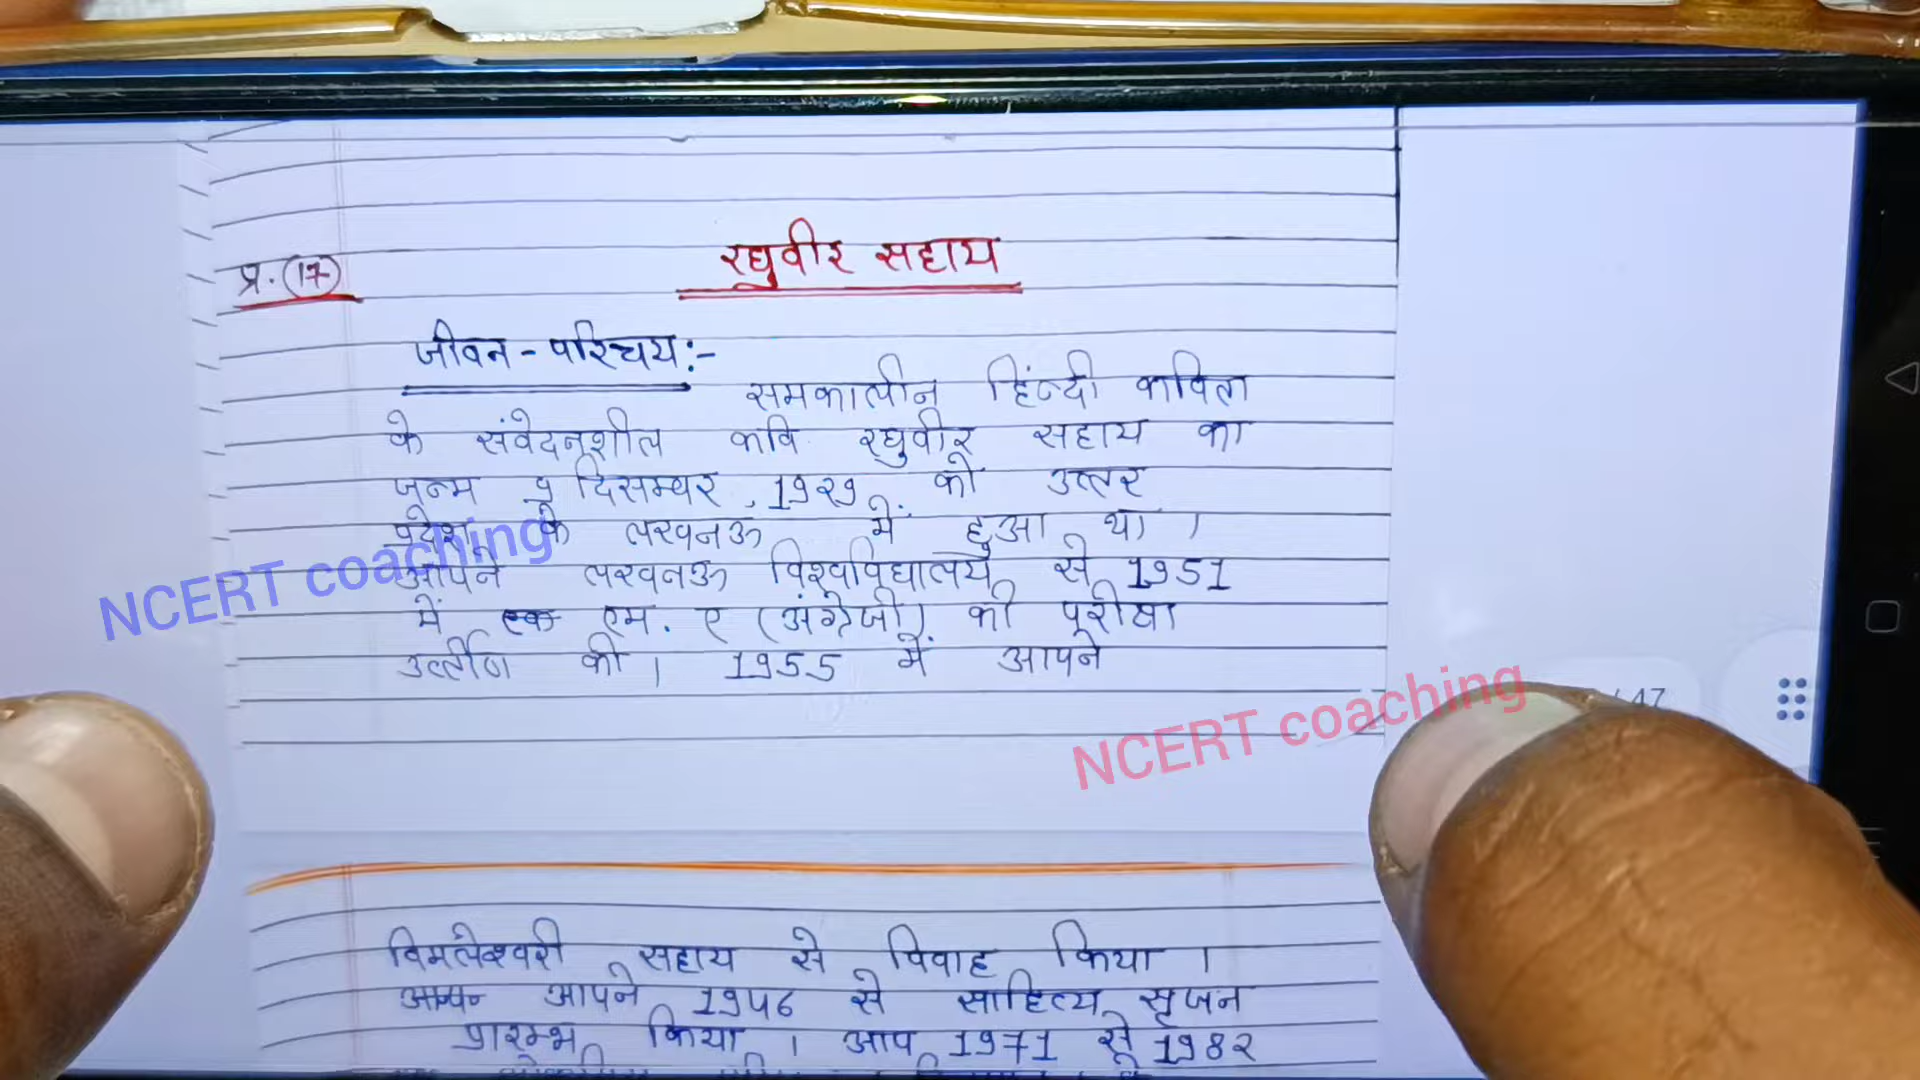 रघुवीर सहाय
प्र. (17)
जीवन-परिचय:-
समकालीन हिन्दी कविता
के संवेदनशील कवि रघुवीर सहाय का
जन्म 9 दिसम्बर, 1929 को उत्तर
प्रदेश के लखनऊ में हुआ था।
आपने लखनऊ विश्वविद्यालय से 1951
में एम. ए (अंग्रेजी) की परीक्षा
उत्तीर्ण की। 1955 में आपने
NCERT coaching
NCERT coaching
47
विमलेश्वरी सहाय से विवाह किया।
आपने 1946 से साहित्य सृजन
प्रारम्भ किया। आप 1971 से 1982